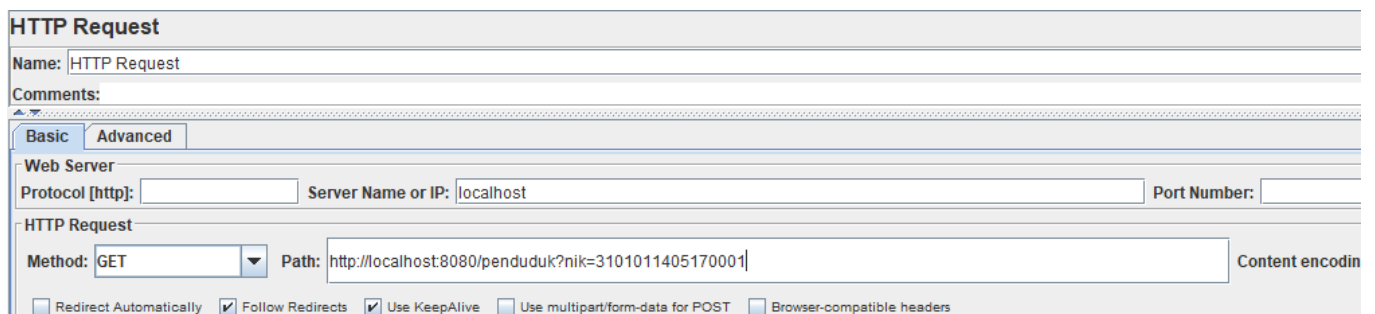 HTTP Request
Name: HTTP Request
Comments:
Basic Advanced
Web Server
Protocol [http]: Server Name or IP: localhost Port Number:
HTTP Request
Method: GET Path: http://localhost:8080/penduduk?nik=3101011405170001 Content encodin
Redirect Automatically Follow Redirects Use KeepAlive Use multipart/form-data for POST Browser-compatible headers